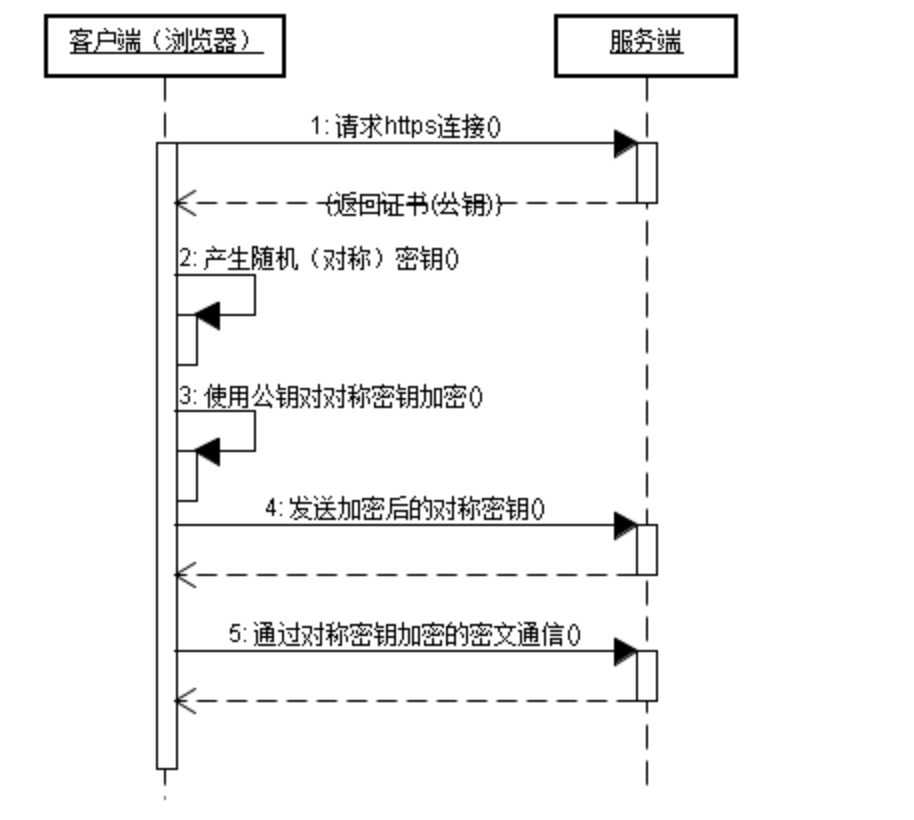 客户端（浏览器）
服务端
1: 请求https连接()
(返回证书(公钥))
2: 产生随机（对称）密钥()
3: 使用公钥对对称密钥加密()
4: 发送加密后的对称密钥()
5: 通过对称密钥加密的密文通信()